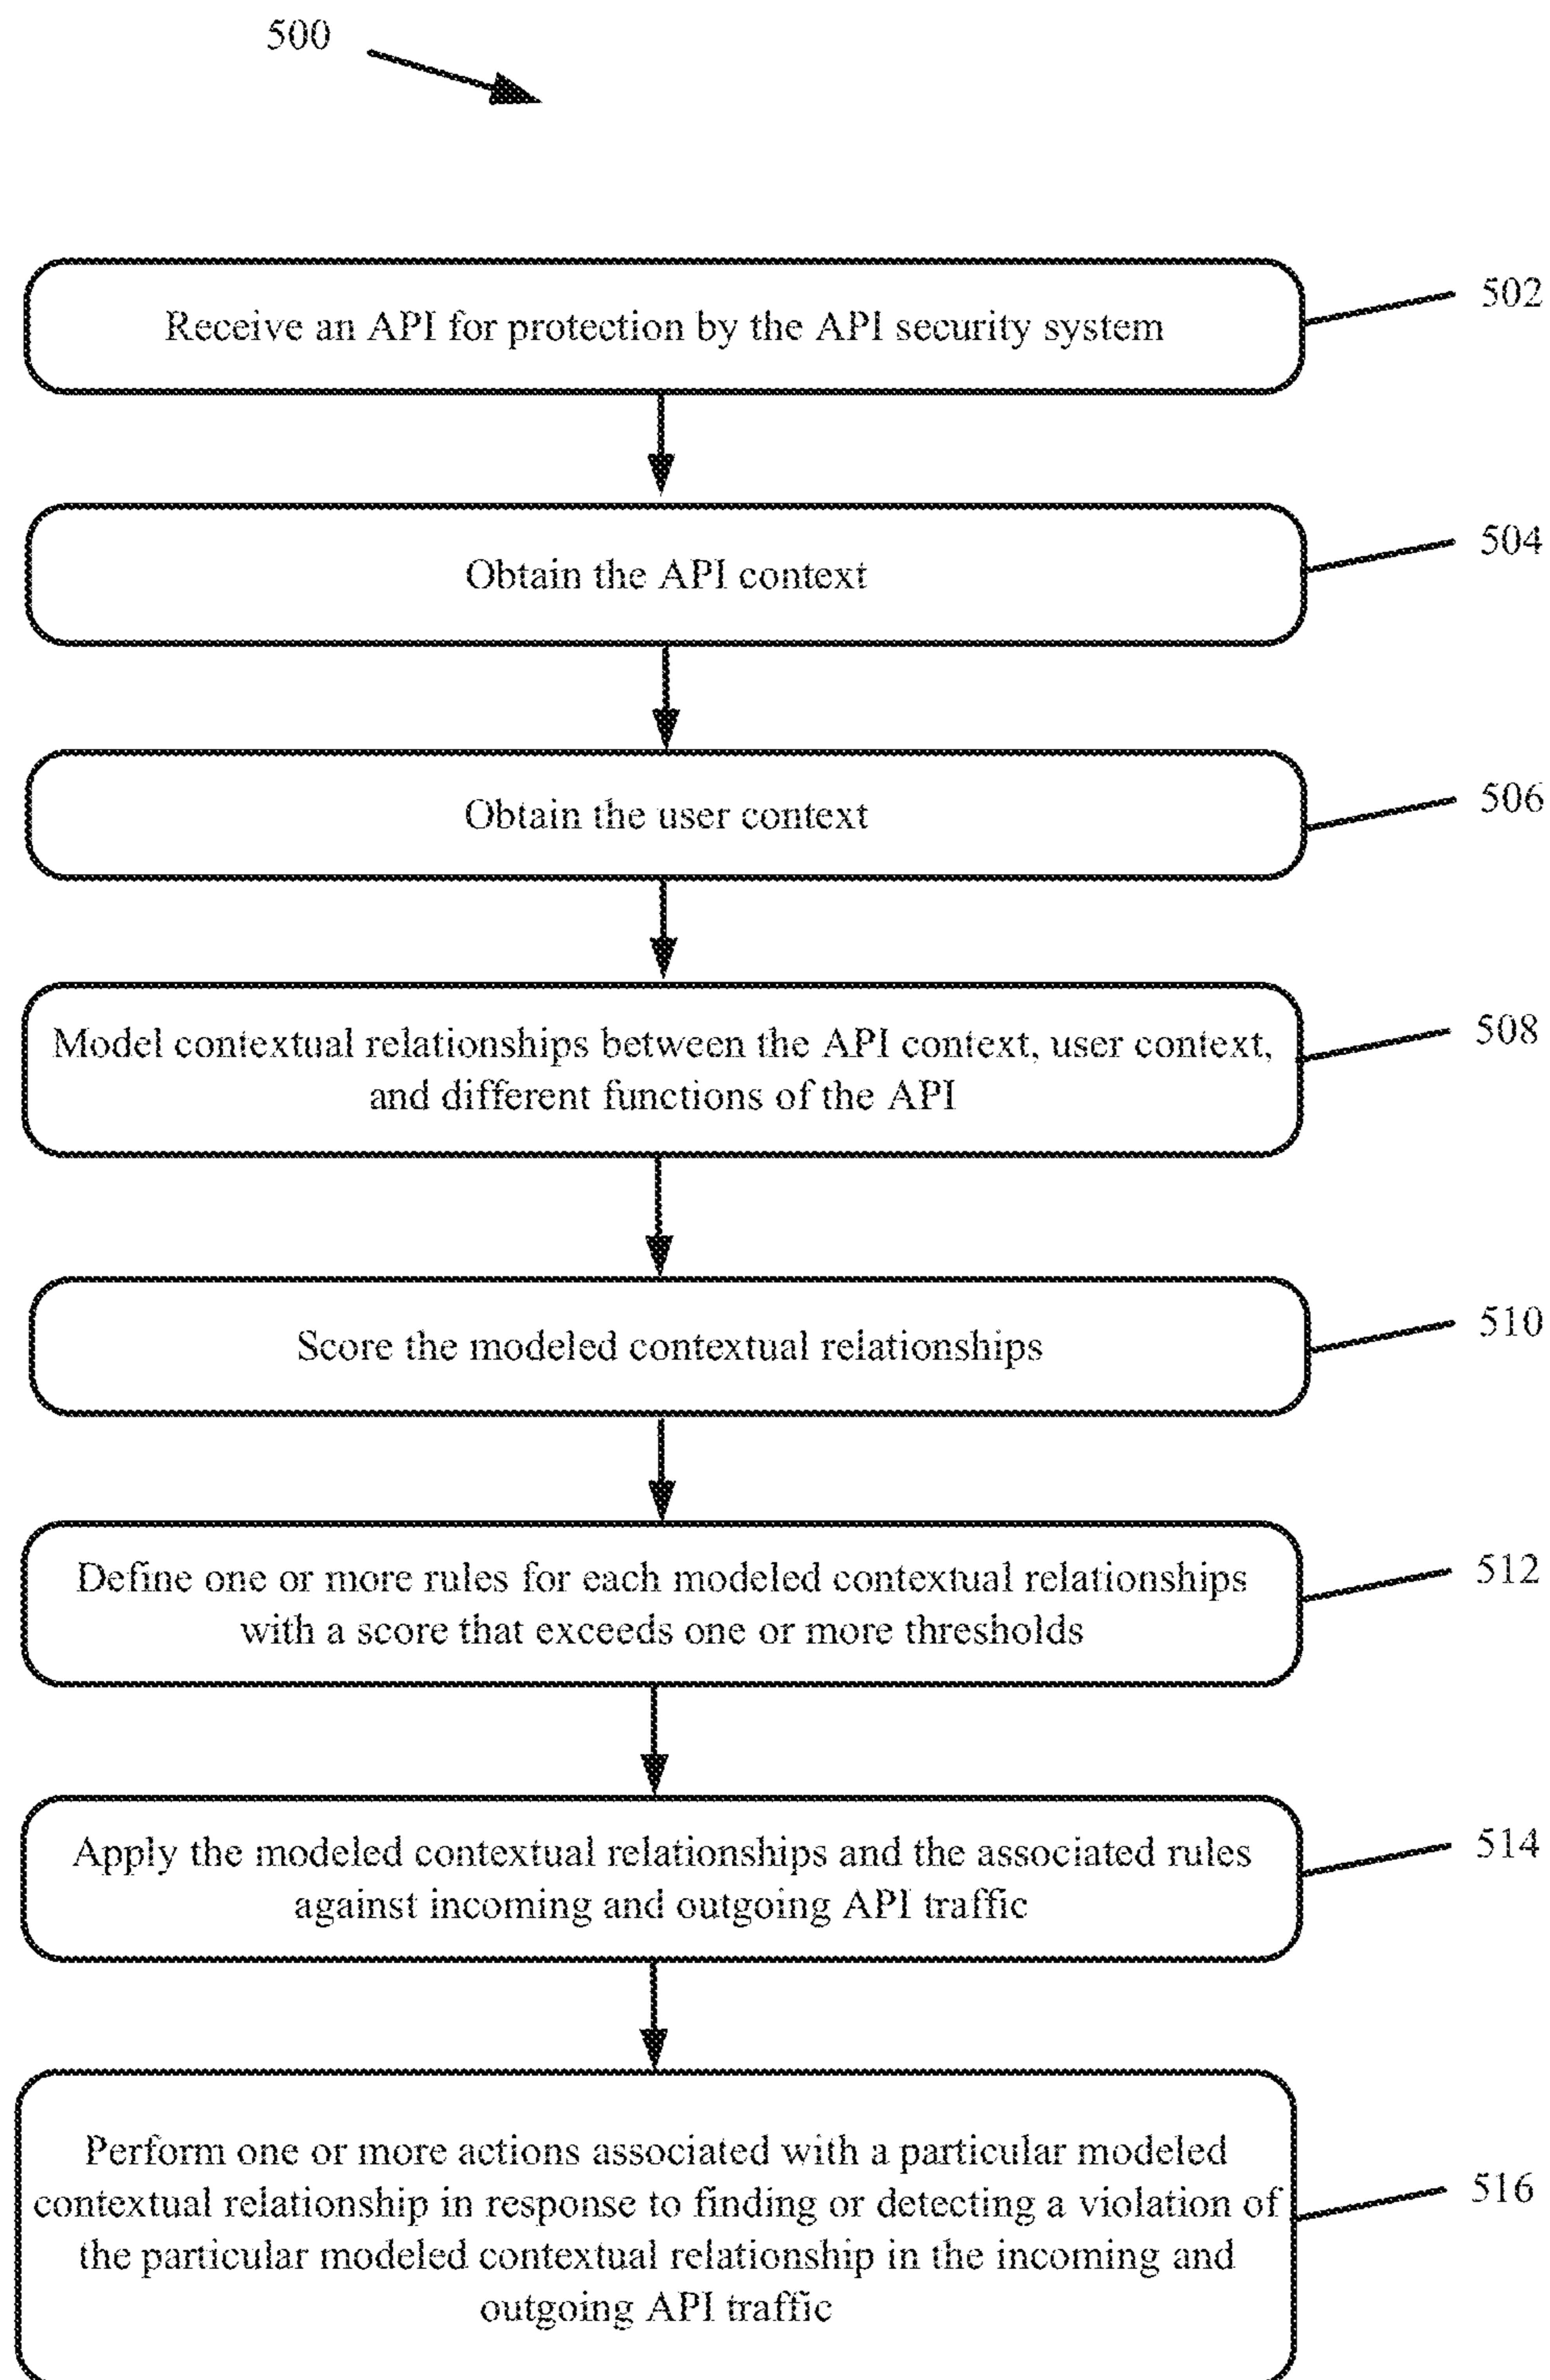 500
Receive an API for protection by the API security system
502
Obtain the API context
504
Obtain the user context
506
Model contextual relationships between the API context, user context,
and different functions of the API
508
Score the modeled contextual relationships
510
Define one or more rules for each modeled contextual relationships
with a score that exceeds one or more thresholds
512
Apply the modeled contextual relationships and the associated rules
against incoming and outgoing API traffic
514
Perform one or more actions associated with a particular modeled
contextual relationship in response to finding or detecting a violation of
the particular modeled contextual relationship in the incoming and
outgoing API traffic
516